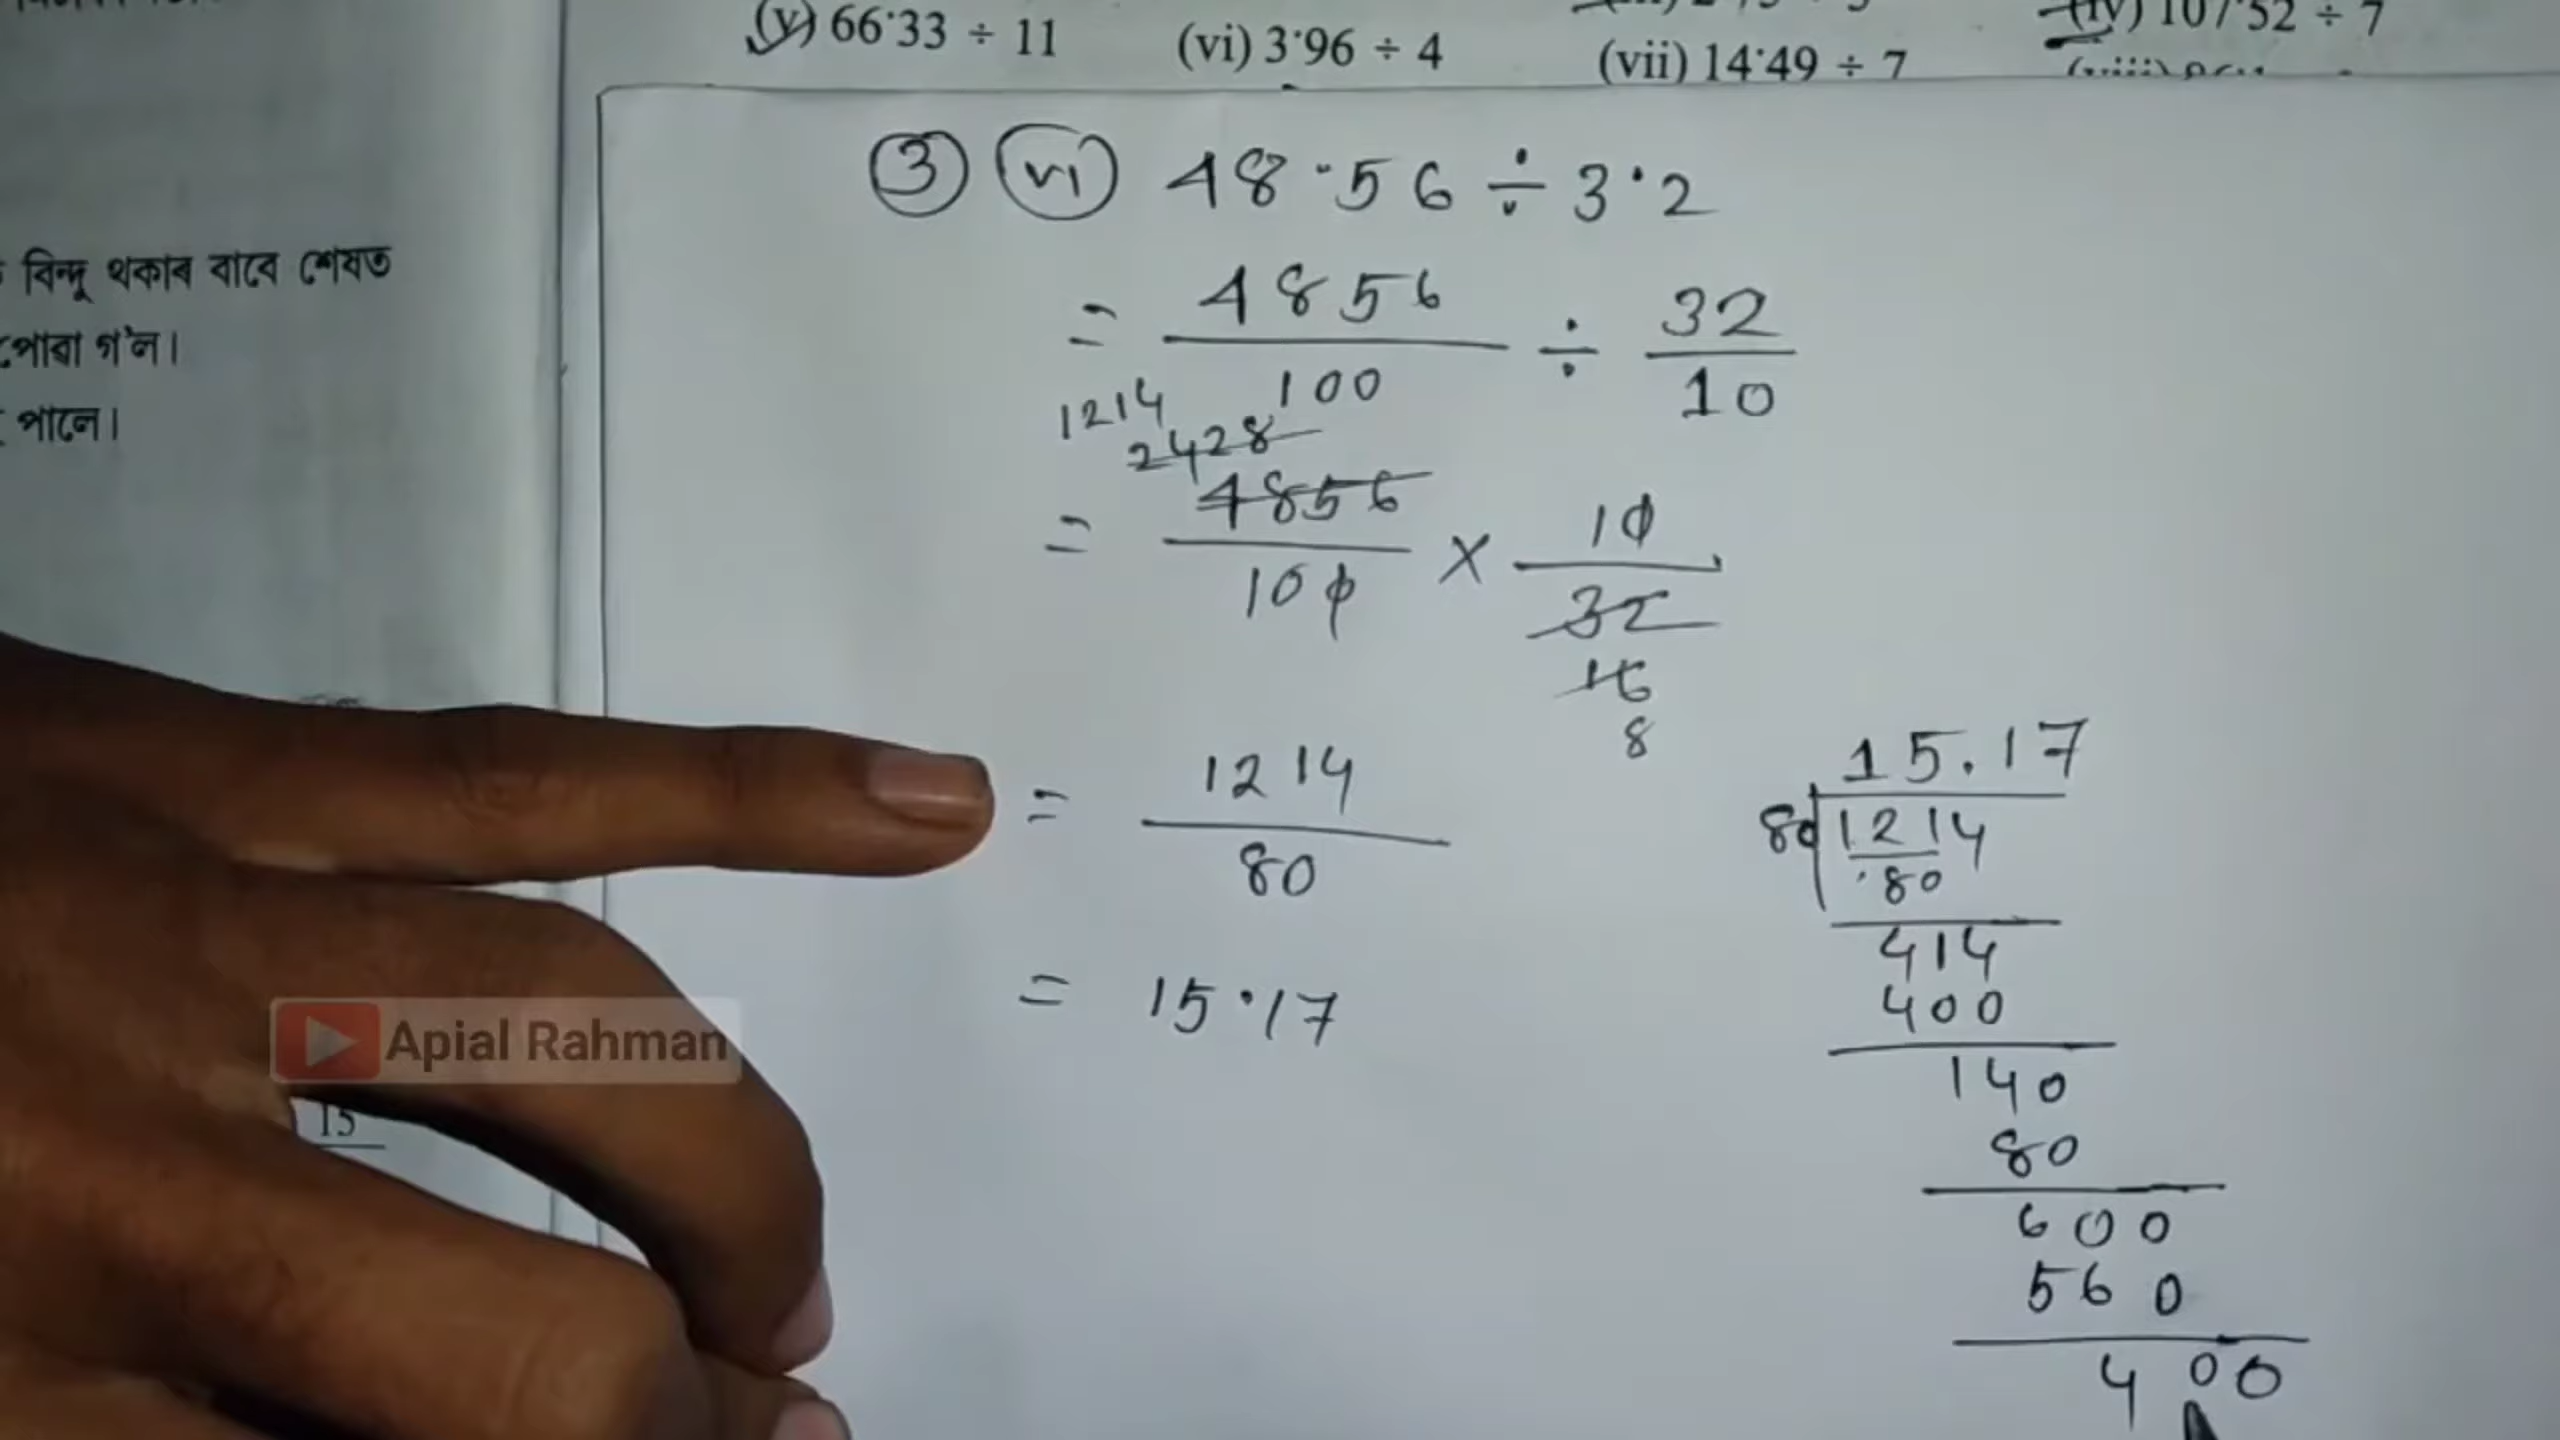 (v) 66·33 ÷ 11
(vi) 3·96 ÷ 4
(vii) 14·49 ÷ 7
(iv) 107·52 ÷ 7
বিন্দু থকাৰ বাবে শেষত
পোৱা গ'ল।
পালে।
③ (vi) 48·56 ÷ 3·2
= 4856/100 ÷ 32/10
1214
2428
= 4856/100 × 10/32
16
8
= 1214/80
= 15·17
15.17
80 1214
80
414
400
140
80
600
560
400
Apial Rahman
15